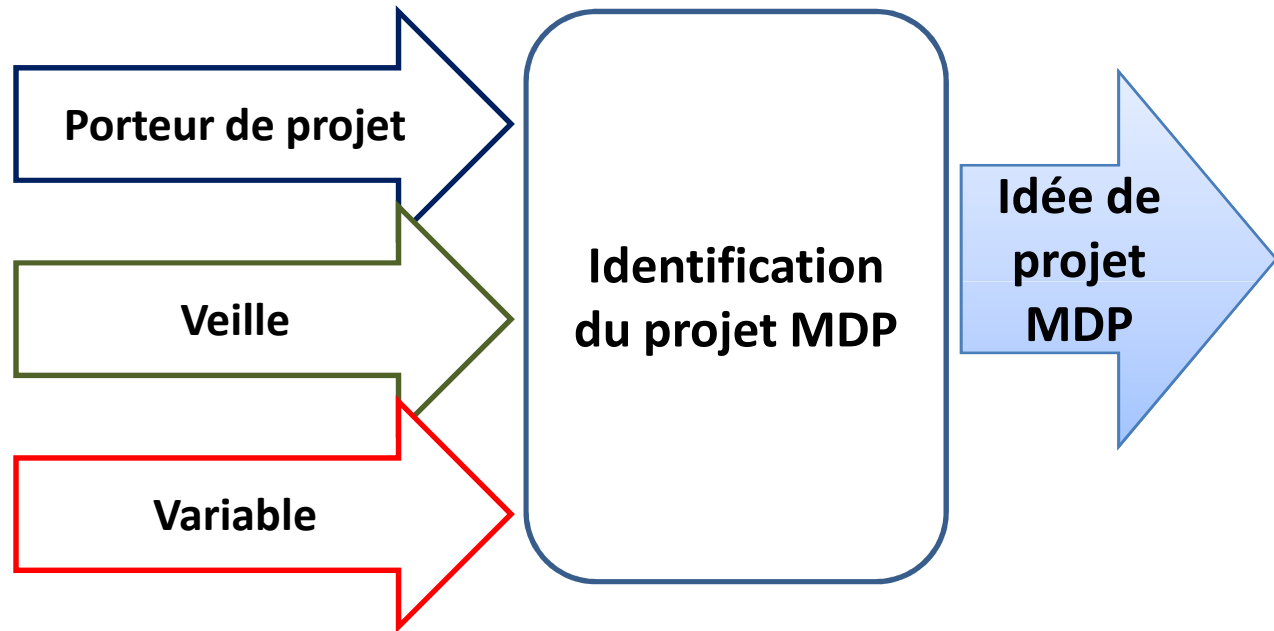 Porteur de projet
Veille
Variable
Identification
du projet MDP
Idée de
projet
MDP